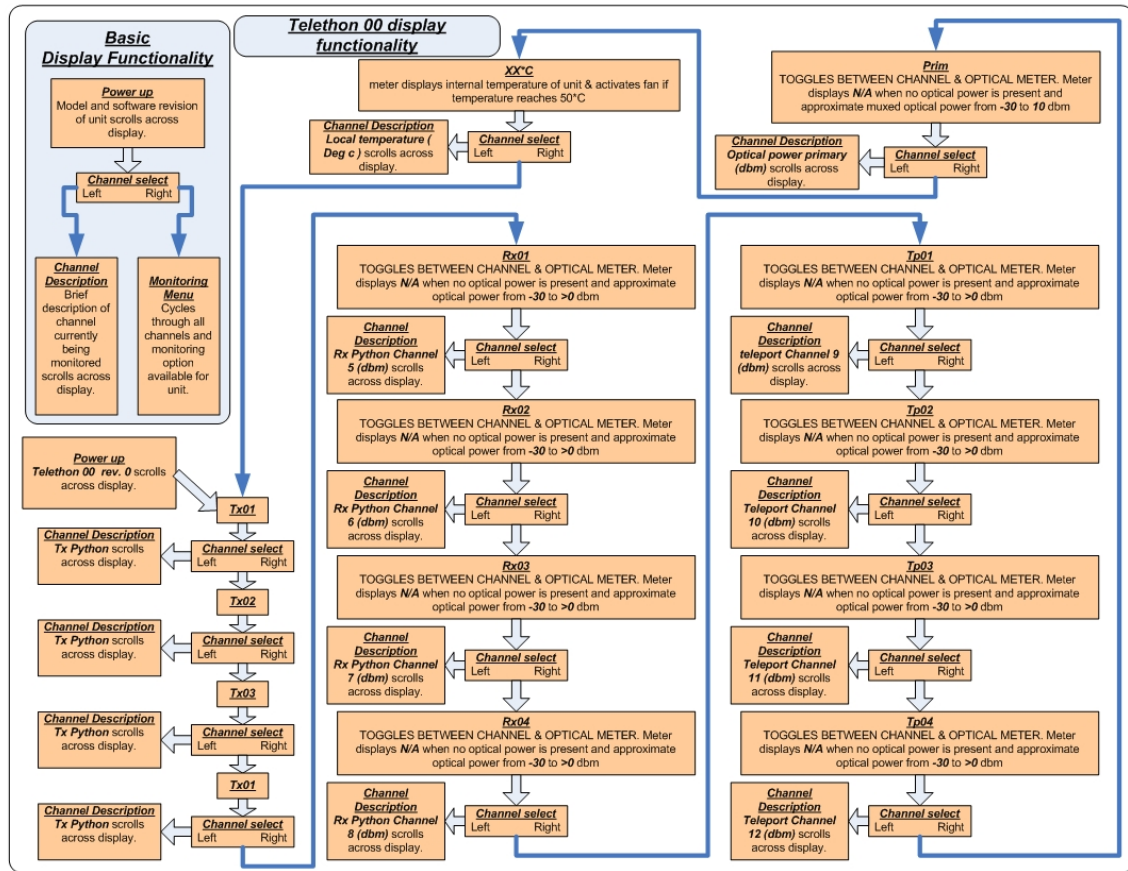 Basic
Display Functionality
Power up
Model and software revision
of unit scrolls across
display.
Channel select
Left Right
Channel
Description
Brief
description of
channel
currently
being
monitored
scrolls across
display.
Monitoring
Menu
Cycles
through all
channels and
monitoring
option
available for
unit.
Telethon 00 display
functionality
XX*C
meter displays internal temperature of unit & activates fan if
temperature reaches 50*C
Channel Description
Local temperature (
Deg c ) scrolls across
display.
Channel select
Left Right
Prim
TOGGLES BETWEEN CHANNEL & OPTICAL METER. Meter
displays N/A when no optical power is present and
approximate muxed optical power from -30 to 10 dbm
Channel Description
Optical power primary
(dbm) scrolls across
display.
Channel select
Left Right
Power up
Telethon 00 rev. 0 scrolls
across display.
Tx01
Channel Description
Tx Python scrolls
across display.
Channel select
Left Right
Tx02
Channel Description
Tx Python scrolls
across display.
Channel select
Left Right
Tx03
Channel Description
Tx Python scrolls
across display.
Channel select
Left Right
Tx01
Channel Description
Tx Python scrolls
across display.
Channel select
Left Right
Rx01
TOGGLES BETWEEN CHANNEL & OPTICAL METER. Meter
displays N/A when no optical power is present and approximate
optical power from -30 to >0 dbm
Channel
Description
Rx Python Channel
5 (dbm) scrolls
across display.
Channel select
Left Right
Rx02
TOGGLES BETWEEN CHANNEL & OPTICAL METER. Meter
displays N/A when no optical power is present and approximate
optical power from -30 to >0 dbm
Channel
Description
Rx Python Channel
6 (dbm) scrolls
across display.
Channel select
Left Right
Rx03
TOGGLES BETWEEN CHANNEL & OPTICAL METER. Meter
displays N/A when no optical power is present and approximate
optical power from -30 to >0 dbm
Channel
Description
Rx Python Channel
7 (dbm) scrolls
across display.
Channel select
Left Right
Rx04
TOGGLES BETWEEN CHANNEL & OPTICAL METER. Meter
displays N/A when no optical power is present and approximate
optical power from -30 to >0 dbm
Channel
Description
Rx Python Channel
8 (dbm) scrolls
across display.
Channel select
Left Right
Tp01
TOGGLES BETWEEN CHANNEL & OPTICAL METER. Meter
displays N/A when no optical power is present and approximate
optical power from -30 to >0 dbm
Channel
Description
teleport Channel 9
(dbm) scrolls across
display.
Channel select
Left Right
Tp02
TOGGLES BETWEEN CHANNEL & OPTICAL METER. Meter
displays N/A when no optical power is present and approximate
optical power from -30 to >0 dbm
Channel
Description
Teleport Channel
10 (dbm) scrolls
across display.
Channel select
Left Right
Tp03
TOGGLES BETWEEN CHANNEL & OPTICAL METER. Meter
displays N/A when no optical power is present and approximate
optical power from -30 to >0 dbm
Channel
Description
Teleport Channel
11 (dbm) scrolls
across display.
Channel select
Left Right
Tp04
TOGGLES BETWEEN CHANNEL & OPTICAL METER. Meter
displays N/A when no optical power is present and approximate
optical power from -30 to >0 dbm
Channel
Description
Teleport Channel
12 (dbm) scrolls
across display.
Channel select
Left Right